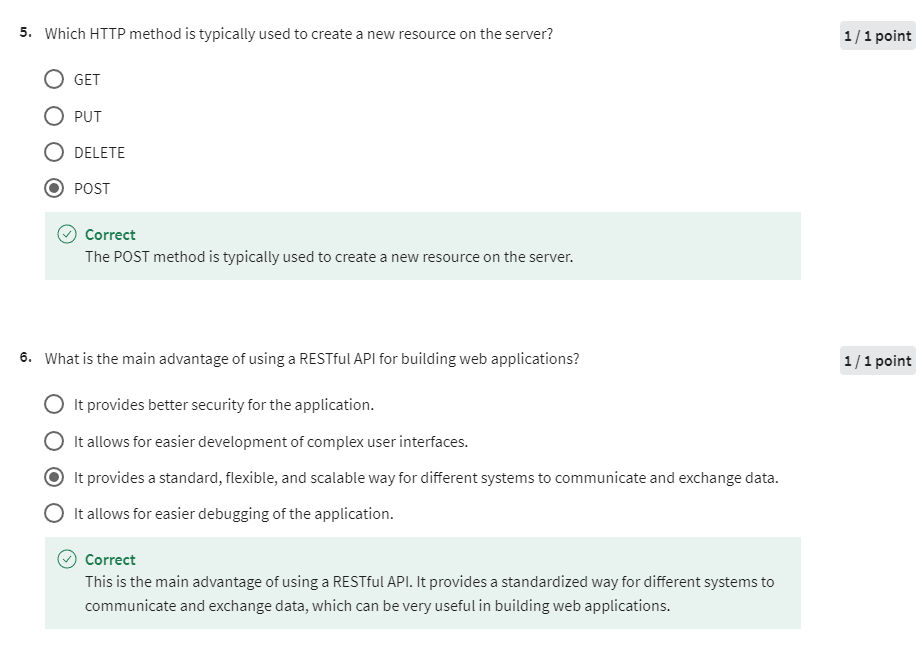 5. Which HTTP method is typically used to create a new resource on the server?
1 / 1 point
GET
PUT
DELETE
POST
Correct
The POST method is typically used to create a new resource on the server.
6. What is the main advantage of using a RESTful API for building web applications?
1 / 1 point
It provides better security for the application.
It allows for easier development of complex user interfaces.
It provides a standard, flexible, and scalable way for different systems to communicate and exchange data.
It allows for easier debugging of the application.
Correct
This is the main advantage of using a RESTful API. It provides a standardized way for different systems to
communicate and exchange data, which can be very useful in building web applications.